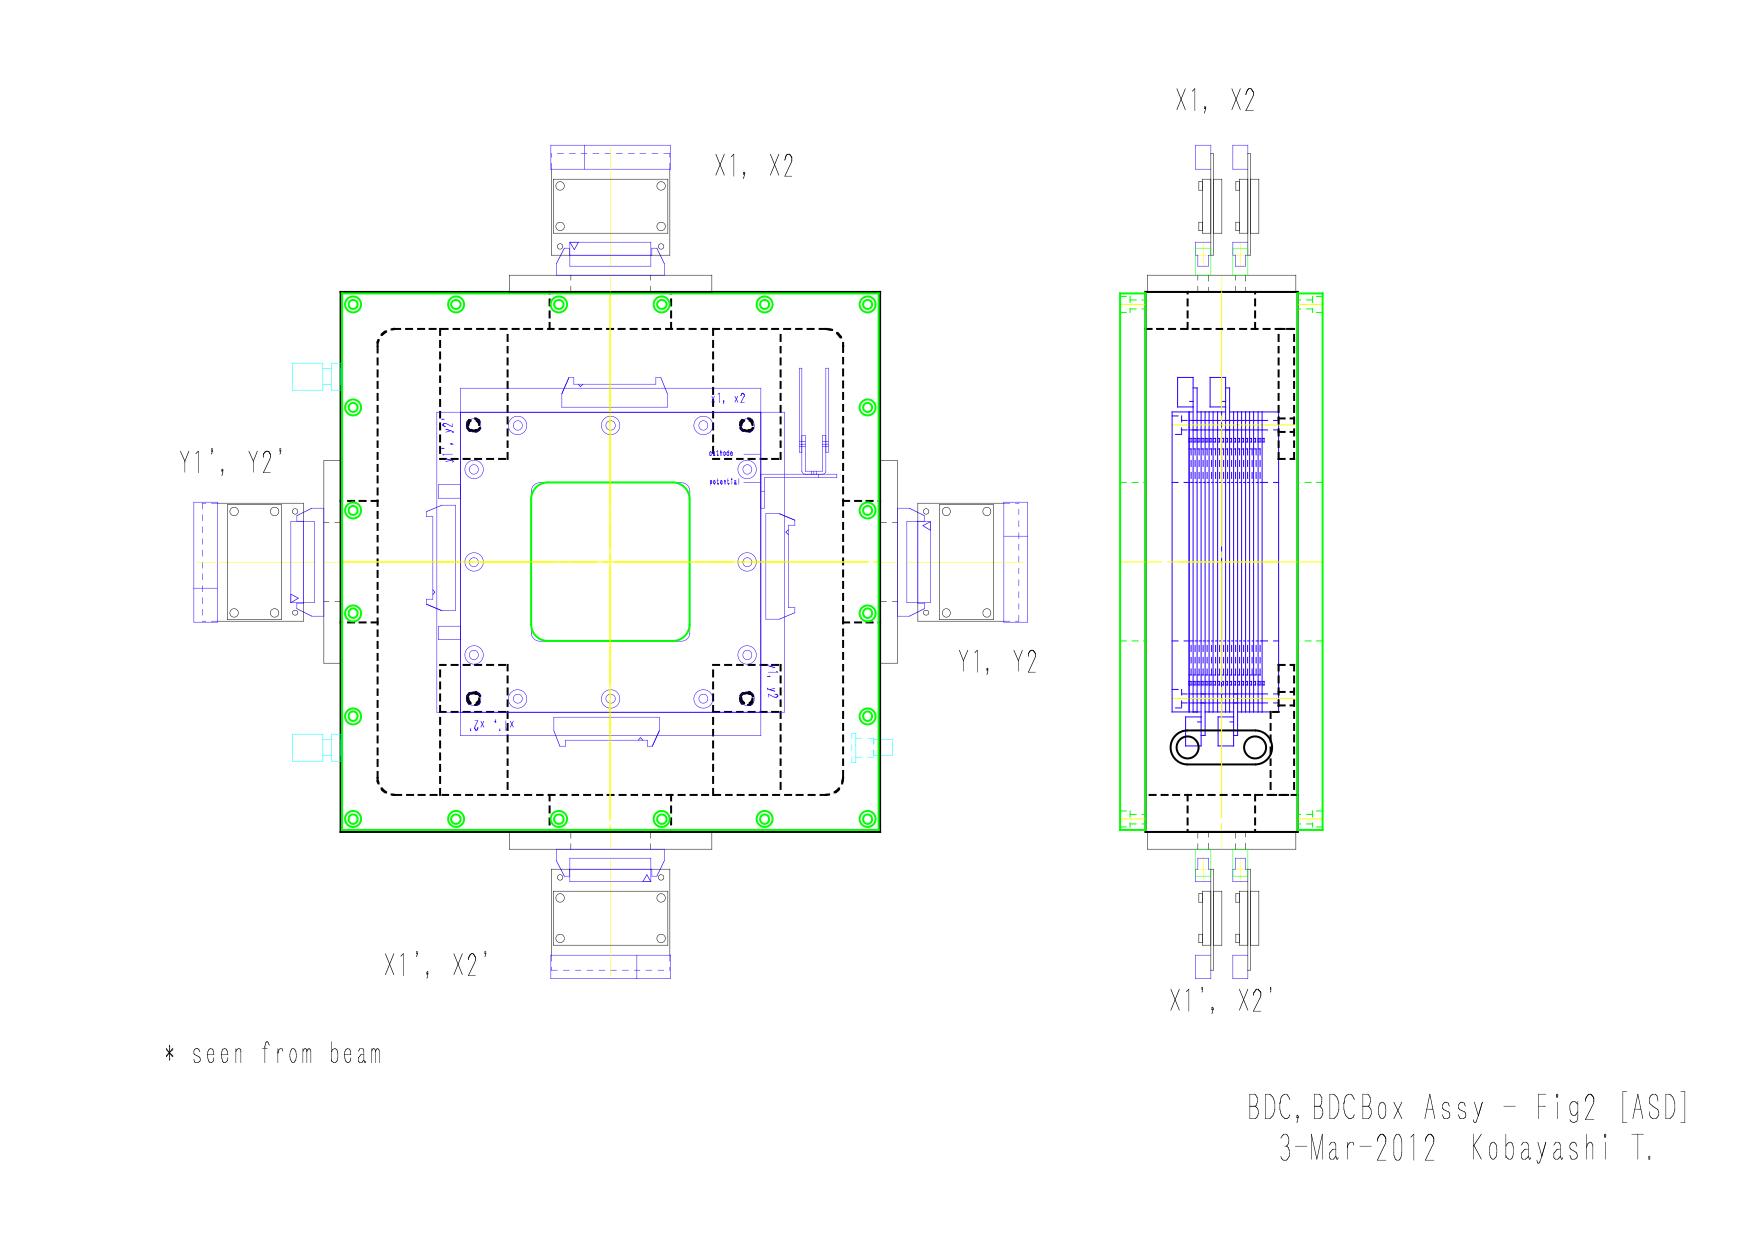 X1, X2
X1, X2
x1, x2
y1', y2'
cathode
potential
Y1', Y2'
Y1, Y2
y1, y2
x1', x2'
X1', X2'
X1', X2'
* seen from beam
BDC,BDCBox Assy - Fig2 [ASD]
3-Mar-2012 Kobayashi T.